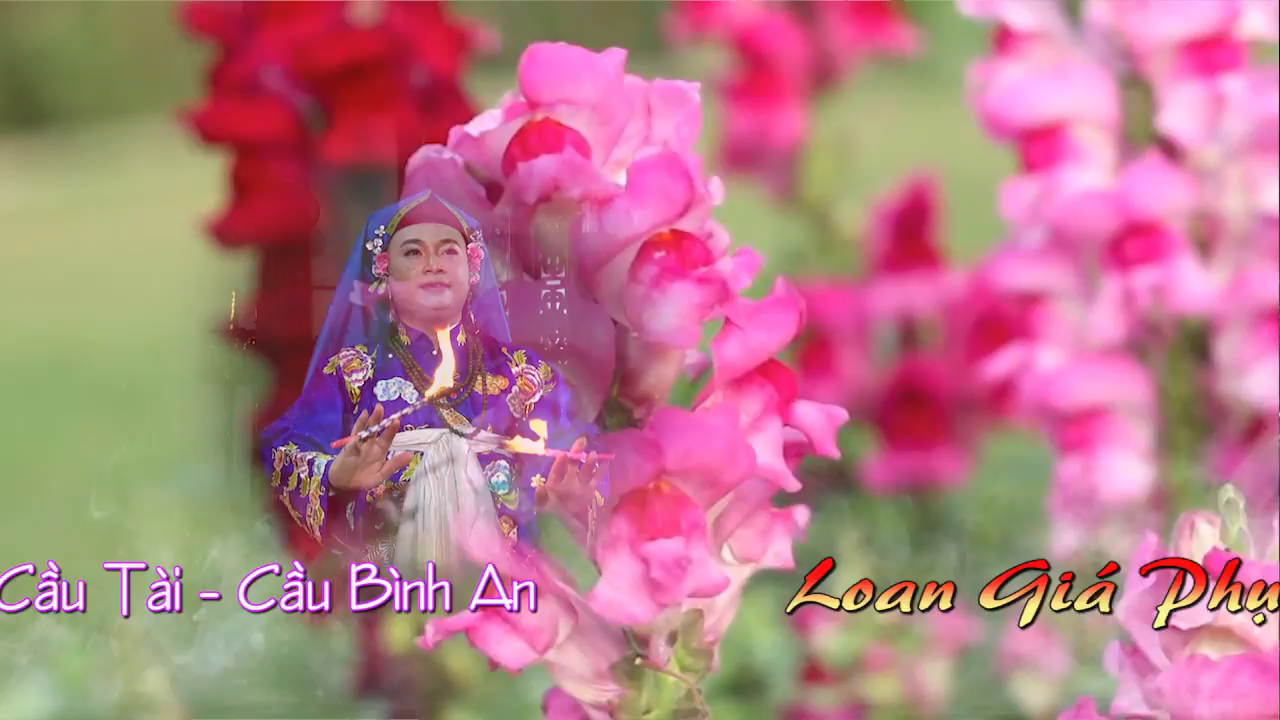 Cầu Tài - Cầu Bình An
Loan Giá Phụ